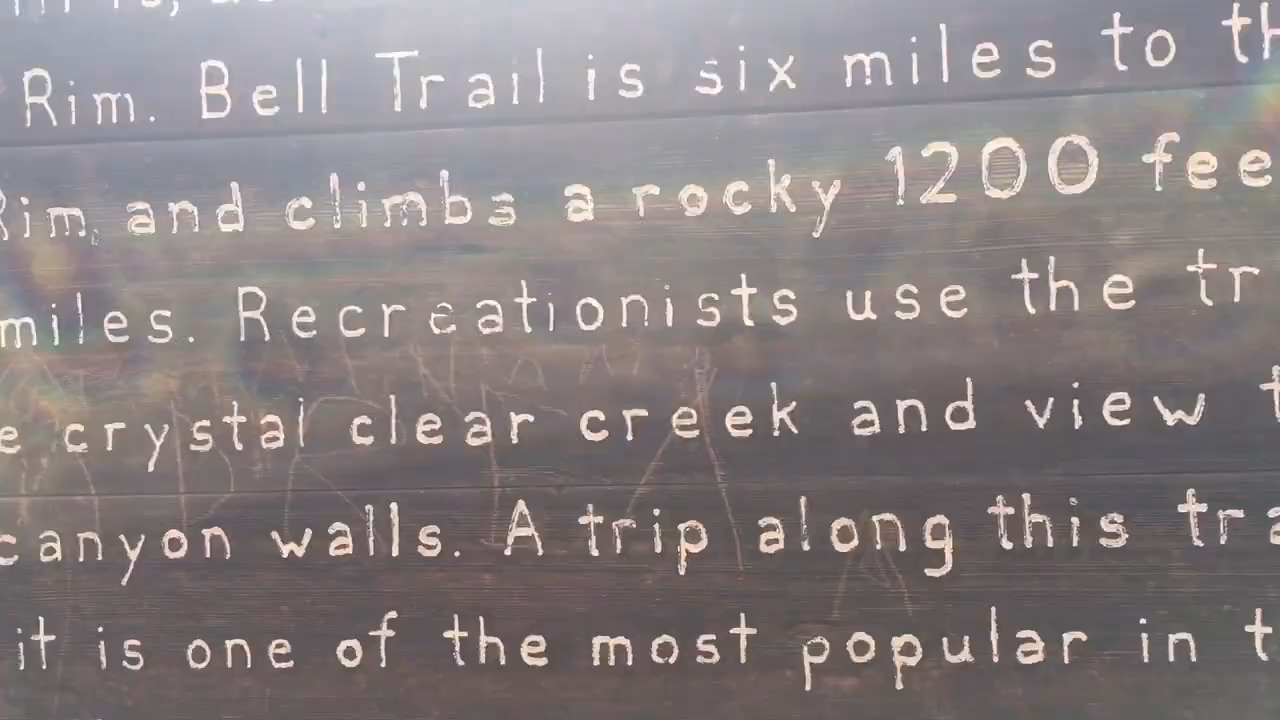 Rim. Bell Trail is six miles to th
Rim, and climbs a rocky 1200 fee
miles. Recreationists use the tr
e crystal clear creek and view t
canyon walls. A trip along this tra
it is one of the most popular in t